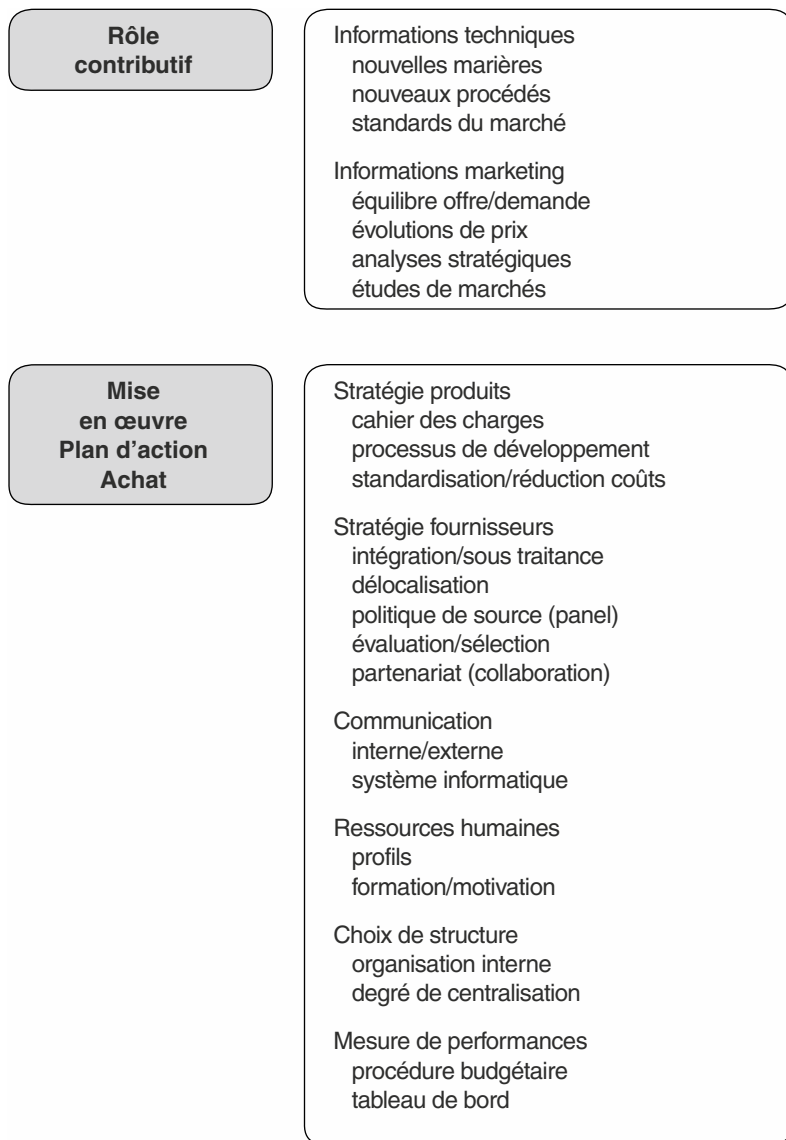 Rôle
contributif
Informations techniques
nouvelles marières
nouveaux procédés
standards du marché
Informations marketing
équilibre offre/demande
évolutions de prix
analyses stratégiques
études de marchés
Mise
en œuvre
Plan d'action
Achat
Stratégie produits
cahier des charges
processus de développement
standardisation/réduction coûts
Stratégie fournisseurs
intégration/sous traitance
délocalisation
politique de source (panel)
évaluation/sélection
partenariat (collaboration)
Communication
interne/externe
système informatique
Ressources humaines
profils
formation/motivation
Choix de structure
organisation interne
degré de centralisation
Mesure de performances
procédure budgétaire
tableau de bord